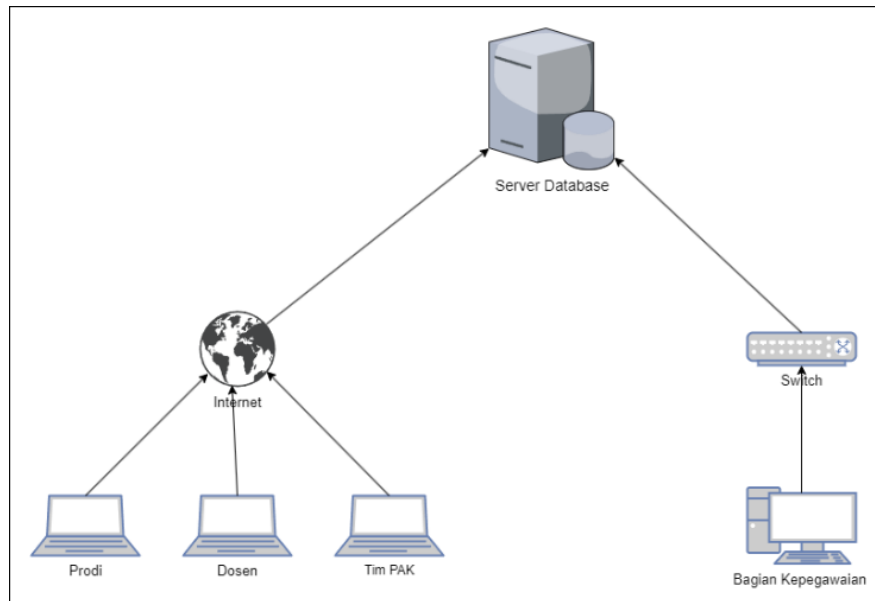 Server Database
Internet
Switch
Prodi
Dosen
Tim PAK
Bagian Kepegawaian